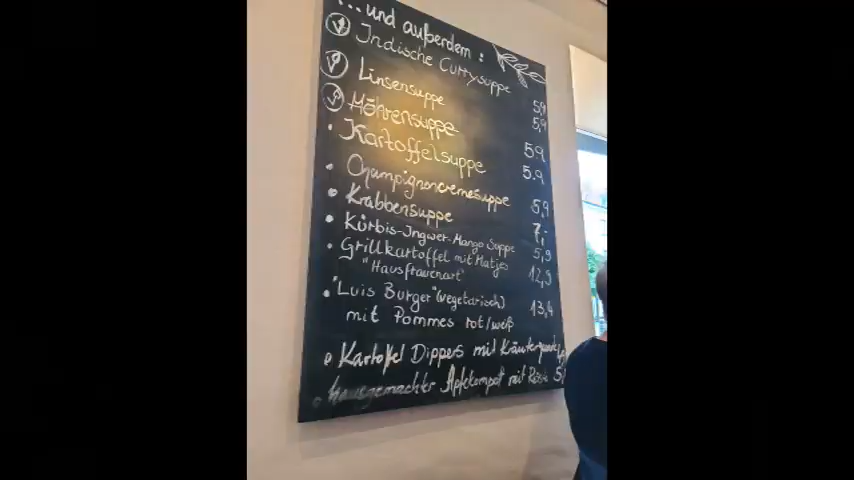 ...und außerdem :
Indische Currysuppe 5,9
Linsensuppe 5,9
Möhrensuppe 5,9
Kartoffelsuppe 5,9
Champignoncremesuppe 5,9
Krabbensuppe 7,-
Kürbis-Ingwer-Mango Suppe 5,9
Grillkartoffel mit Matjes
"Hausfrauenart" 12,9
"Luis Burger" (vegetarisch) 13,4
mit Pommes rot/weiß
Kartoffel Dippers mit
hausgemachter Apfelkompott mit